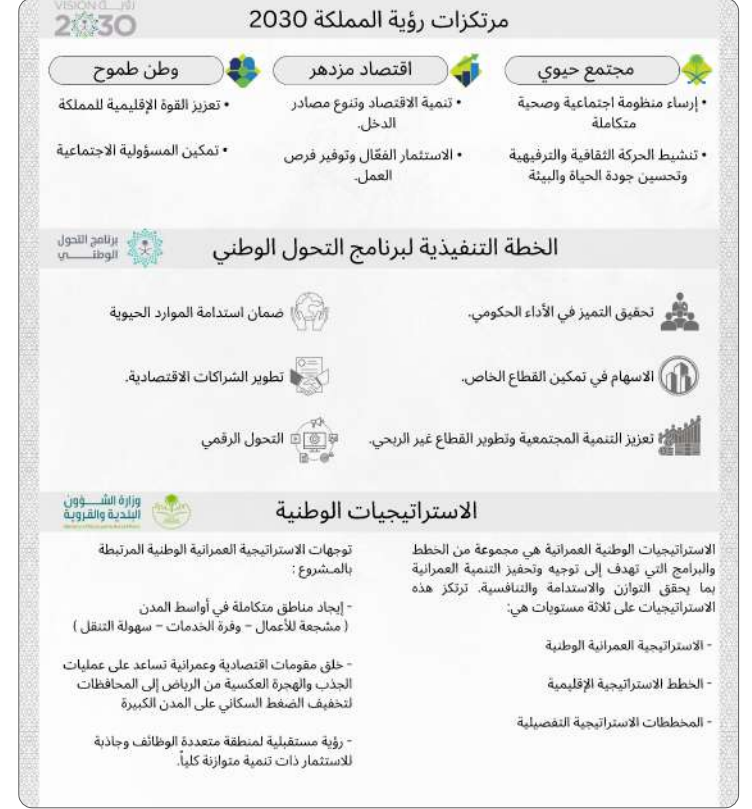 VISION رؤيـــة
2030
مرتكزات رؤية المملكة 2030
مجتمع حيوي
• إرساء منظومة اجتماعية وصحية
متكاملة
• تنشيط الحركة الثقافية والترفيهية
وتحسين جودة الحياة والبيئة
اقتصاد مزدهر
• تنمية الاقتصاد وتنوع مصادر
الدخل.
• الاستثمار الفعّال وتوفير فرص
العمل.
وطن طموح
• تعزيز القوة الإقليمية للمملكة
• تمكين المسؤولية الاجتماعية
الخطة التنفيذية لبرنامج التحول الوطني
برنامج التحول
الوطنـــــي
تحقيق التميز في الأداء الحكومي.
ضمان استدامة الموارد الحيوية
الاسهام في تمكين القطاع الخاص.
تطوير الشراكات الاقتصادية.
تعزيز التنمية المجتمعية وتطوير القطاع غير الربحي.
التحول الرقمي
الاستراتيجيات الوطنية
وزارة الشـــؤون
البلدية والقروية
الاستراتيجيات الوطنية العمرانية هي مجموعة من الخطط
والبرامج التي تهدف إلى توجيه وتحفيز التنمية العمرانية
بما يحقق التوازن والاستدامة والتنافسية. ترتكز هذه
الاستراتيجيات على ثلاثة مستويات هي:
- الاستراتيجية العمرانية الوطنية
- الخطط الاستراتيجية الإقليمية
- المخططات الاستراتيجية التفصيلية
توجهات الاستراتيجية العمرانية الوطنية المرتبطة
بالمـشروع :
- إيجاد مناطق متكاملة في أواسط المدن
( مشجعة للأعمال – وفرة الخدمات – سهولة التنقل )
- خلق مقومات اقتصادية وعمرانية تساعد على عمليات
الجذب والهجرة العكسية من الرياض إلى المحافظات
لتخفيف الضغط السكاني على المدن الكبيرة
- رؤية مستقبلية لمنطقة متعددة الوظائف وجاذبة
للاستثمار ذات تنمية متوازنة كلياً.